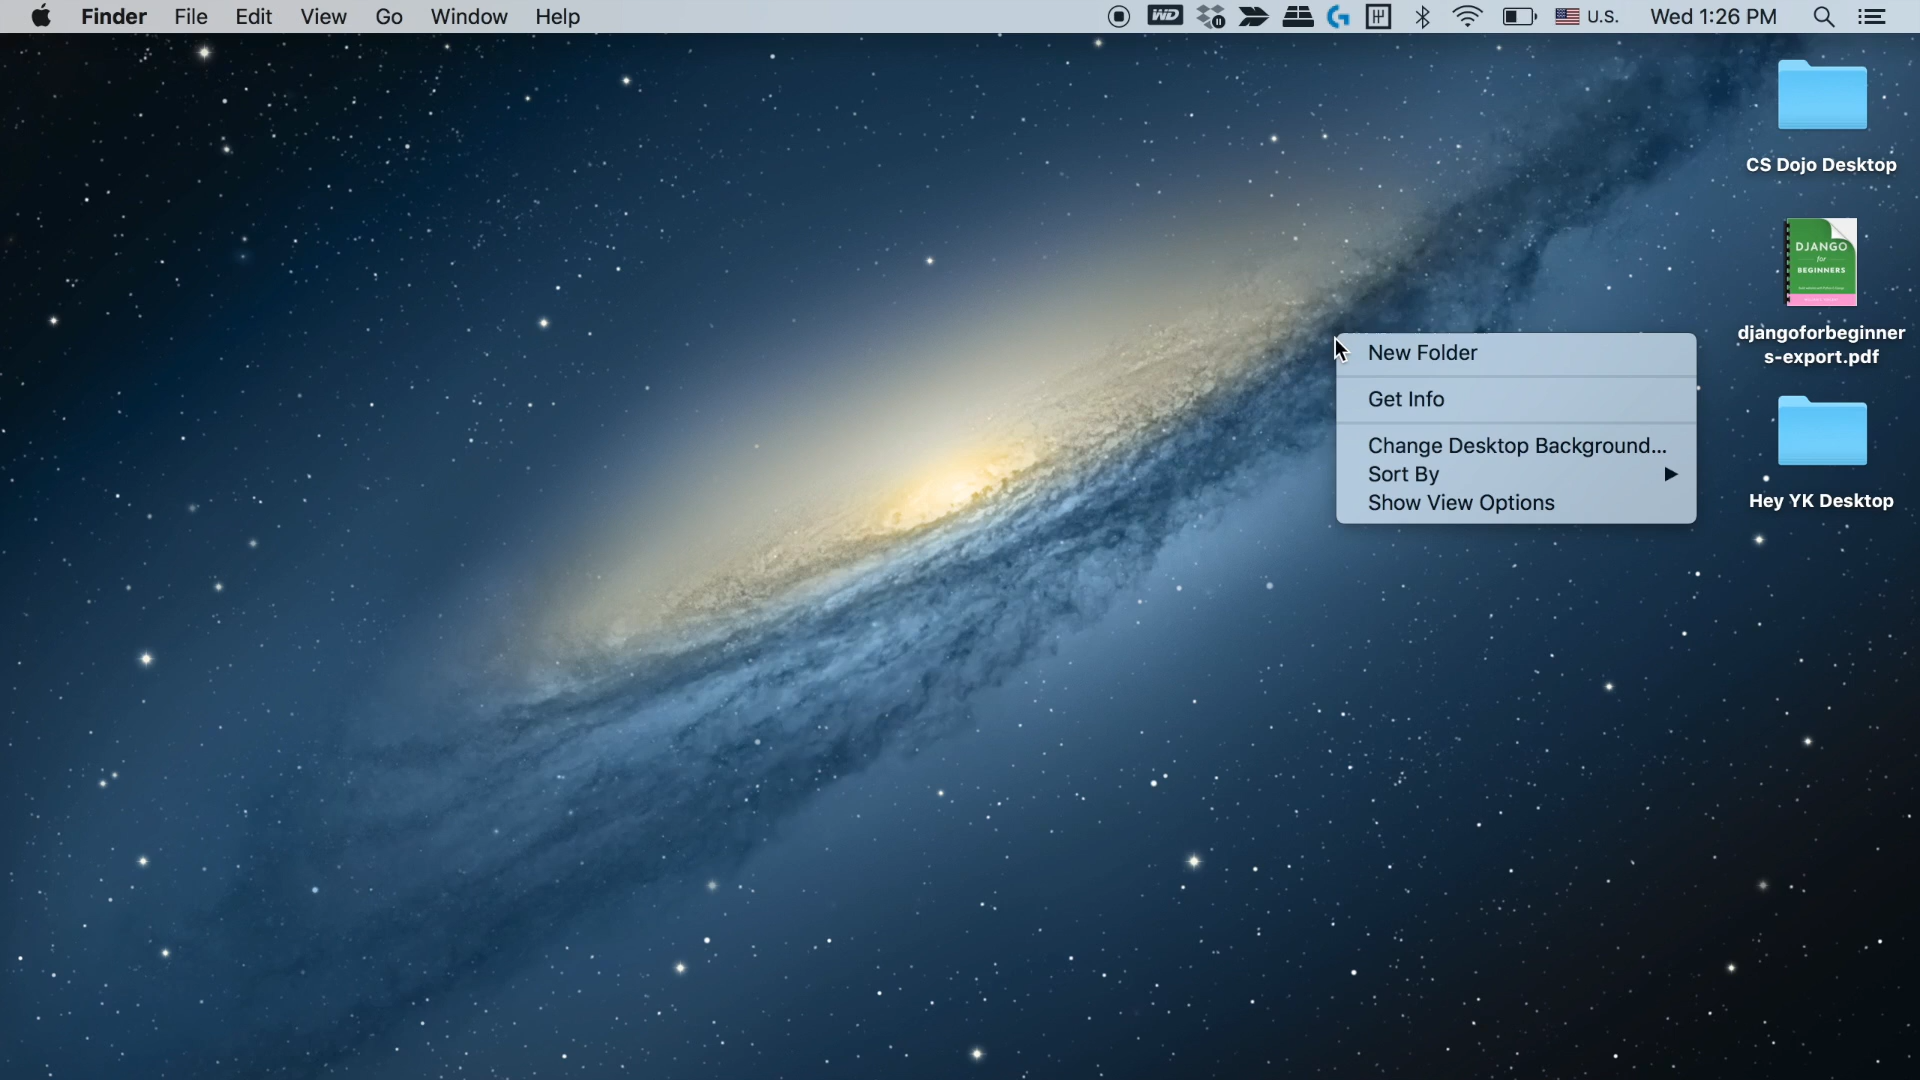 Finder File Edit View Go Window Help
WD U.S. Wed 1:26 PM
CS Dojo Desktop
DJANGO
for
BEGINNERS
djangoforbeginner
s-export.pdf
New Folder
Get Info
Change Desktop Background...
Sort By
Show View Options
Hey YK Desktop